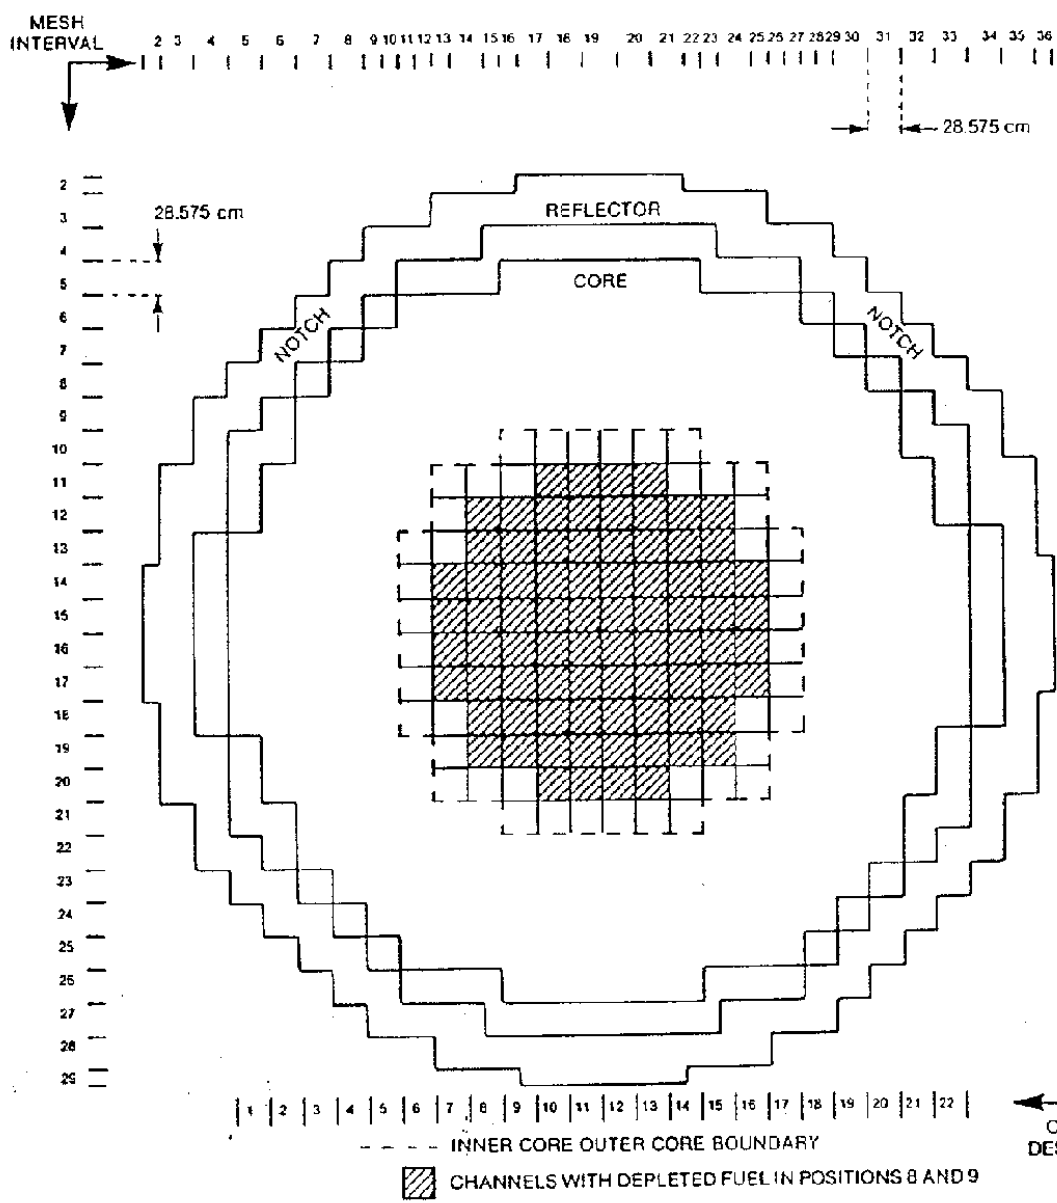 MESH
INTERVAL
2 3 4 5 6 7 8 9 10 11 12 13 14 15 16 17 18 19 20 21 22 23 24 25 26 27 28 29 30 31 32 33 34 35 36
28.575 cm
2
REFLECTOR
3
28.575 cm
4
CORE
5
NOTCH
NOTCH
6
7
8
9
10
11
12
13
14
15
16
17
18
19
20
21
22
23
24
25
26
27
28
29
1 2 3 4 5 6 7 8 9 10 11 12 13 14 15 16 17 18 19 20 21 22
INNER CORE OUTER CORE BOUNDARY
CHANNELS WITH DEPLETED FUEL IN POSITIONS 8 AND 9